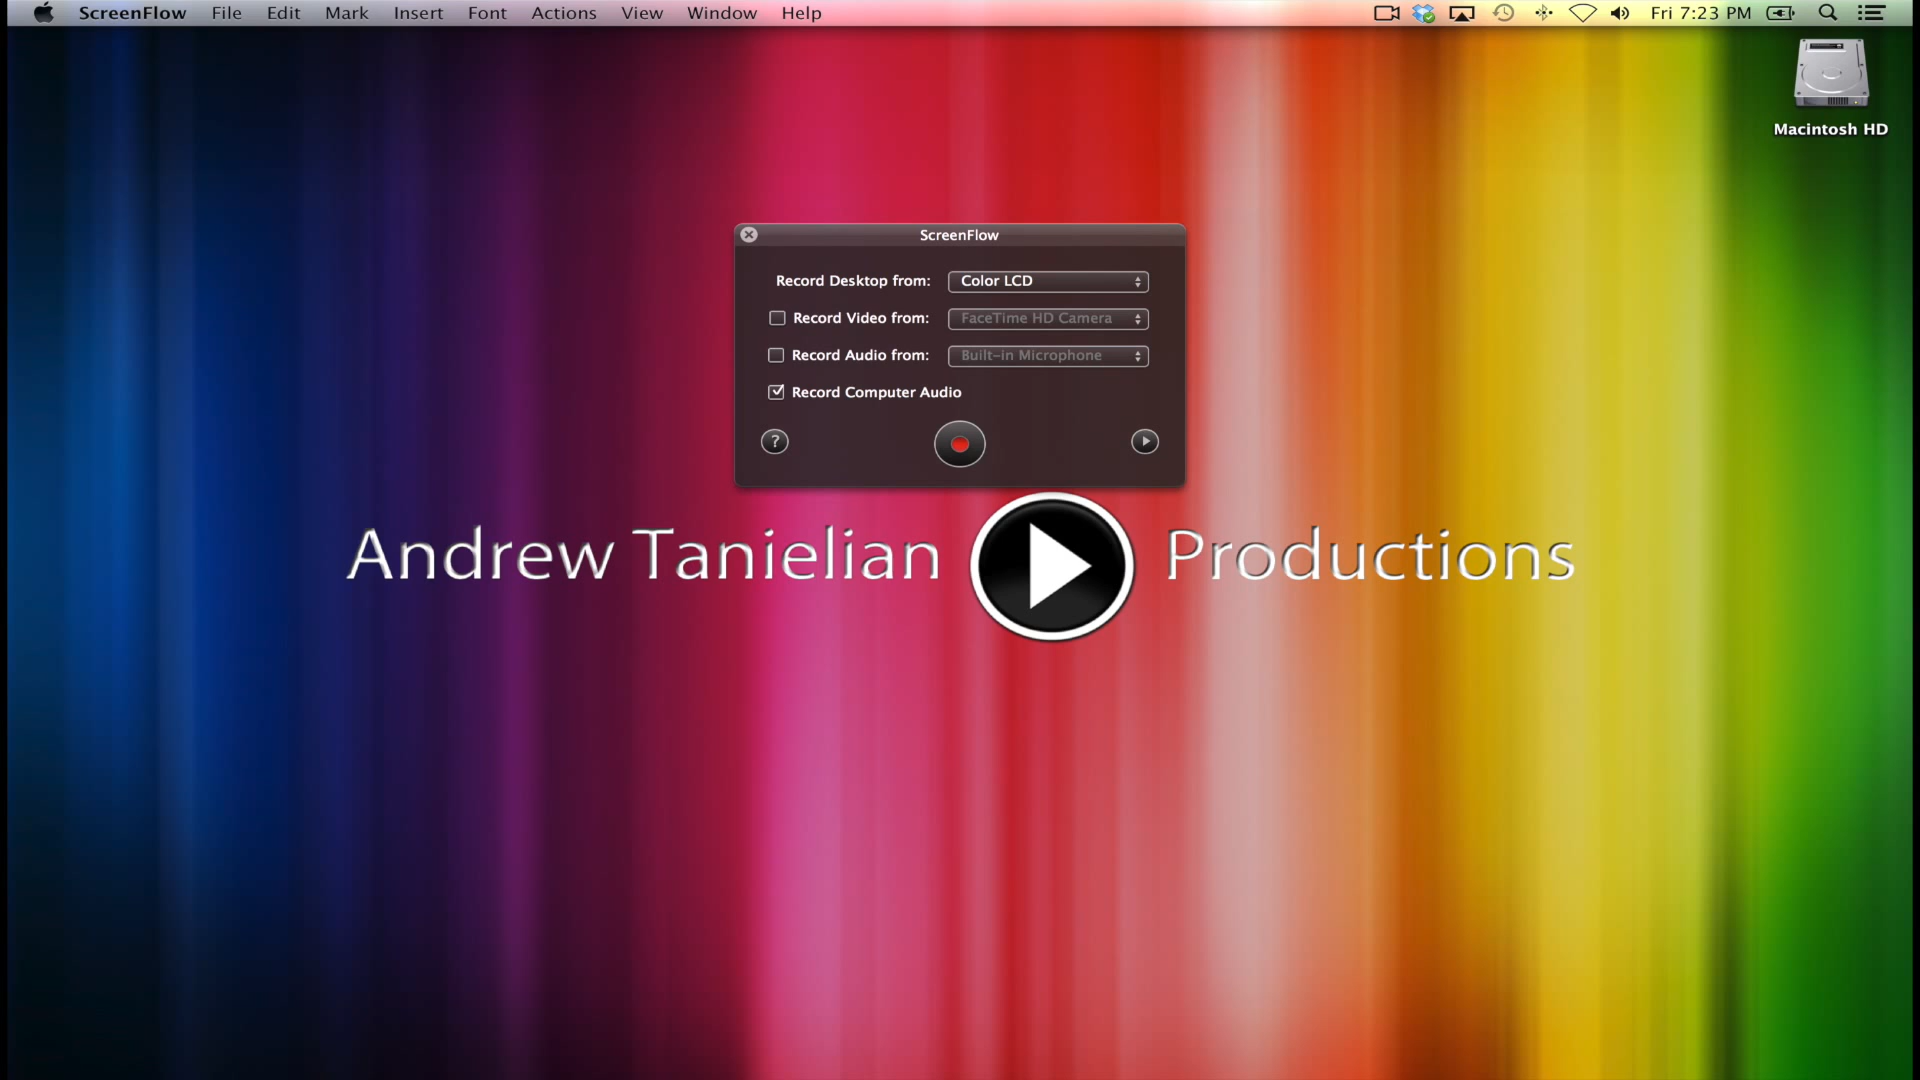 ScreenFlow File Edit Mark Insert Font Actions View Window Help Fri 7:23 PM
Macintosh HD
ScreenFlow
Record Desktop from: Color LCD
Record Video from: FaceTime HD Camera
Record Audio from: Built-in Microphone
Record Computer Audio
?
Andrew Tanielian Productions